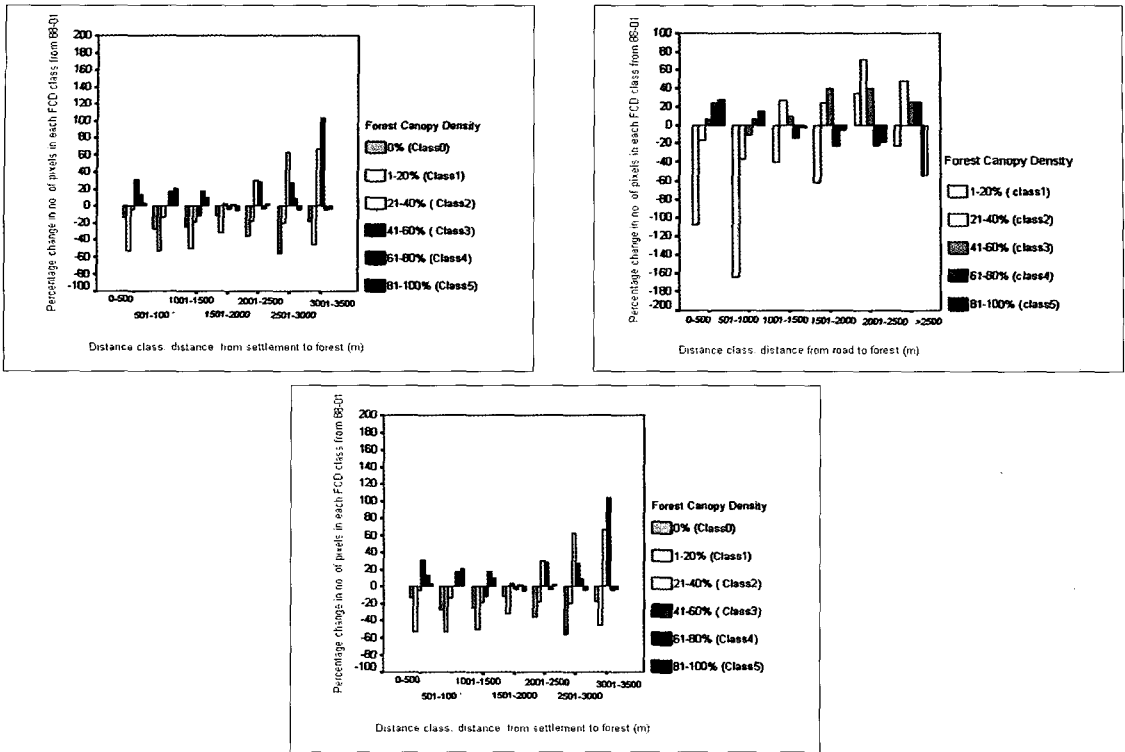 Percentage change in no. of pixels in each FCD class from 88-01
200
180
160
140
120
100
80
60
40
20
0
-20
-40
-60
-80
-100
0-500
1001-1500
2001-2500
3001-3500
501-100
1501-2000
2501-3000
Distance class. distance from settlement to forest (m)
Forest Canopy Density
0% (Class0)
1-20% (Class1)
21-40% ( Class2)
41-60% ( Class3)
61-80% (Class4)
81-100% (Class5)
Percentage change in no. of pixels in each FCD class from 88-01
100
80
60
40
20
0
-20
-40
-60
-80
-100
-120
-140
-160
-180
-200
0-500
501-1000
1001-1500
1501-2000
2001-2500
>2500
Distance class. distance from road to forest (m)
Forest Canopy Density
1-20% ( class1)
21-40% (class2)
41-60% (class3)
61-80% (class4)
81-100% (class5)
Percentage change in no. of pixels in each FCD class from 88-01
200
180
160
140
120
100
80
60
40
20
0
-20
-40
-60
-80
-100
0-500
1001-1500
2001-2500
3001-3500
501-100
1501-2000
2501-3000
Distance class. distance from settlement to forest (m)
Forest Canopy Density
0% (Class0)
1-20% (Class1)
21-40% ( Class2)
41-60% (Class3)
61-80% (Class4)
81-100% (Class5)